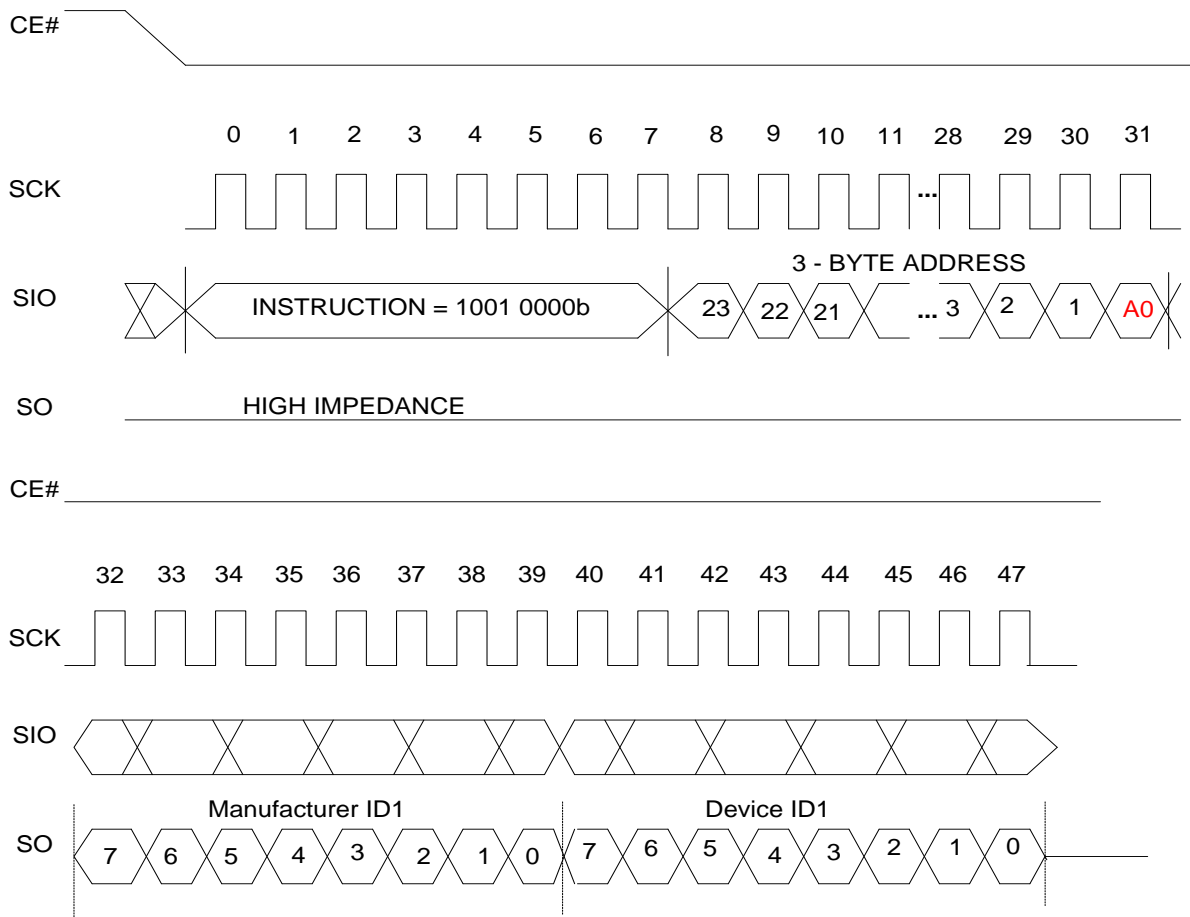 CE#
0 1 2 3 4 5 6 7 8 9 10 11 28 29 30 31
SCK ...
3 - BYTE ADDRESS
SIO INSTRUCTION = 1001 0000b 23 22 21 ... 3 2 1 A0
SO HIGH IMPEDANCE
CE#
32 33 34 35 36 37 38 39 40 41 42 43 44 45 46 47
SCK
SIO
Manufacturer ID1 Device ID1
SO 7 6 5 4 3 2 1 0 7 6 5 4 3 2 1 0